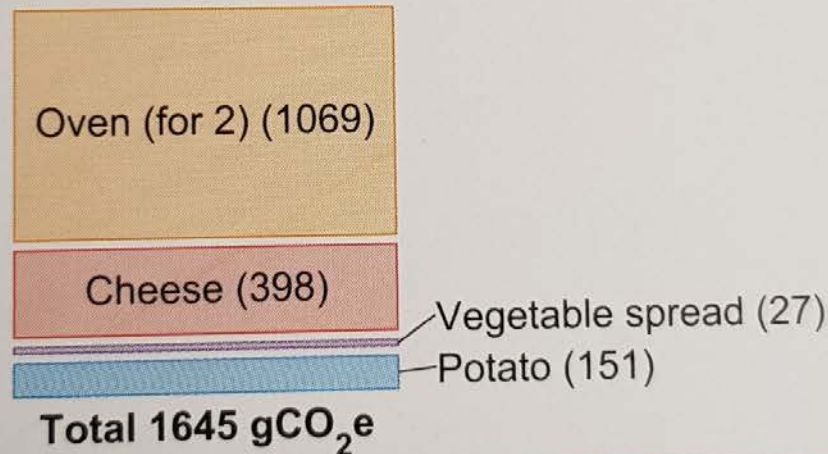 Oven (for 2) (1069)
Cheese (398)
Vegetable spread (27)
Potato (151)
Total 1645 gCO₂e